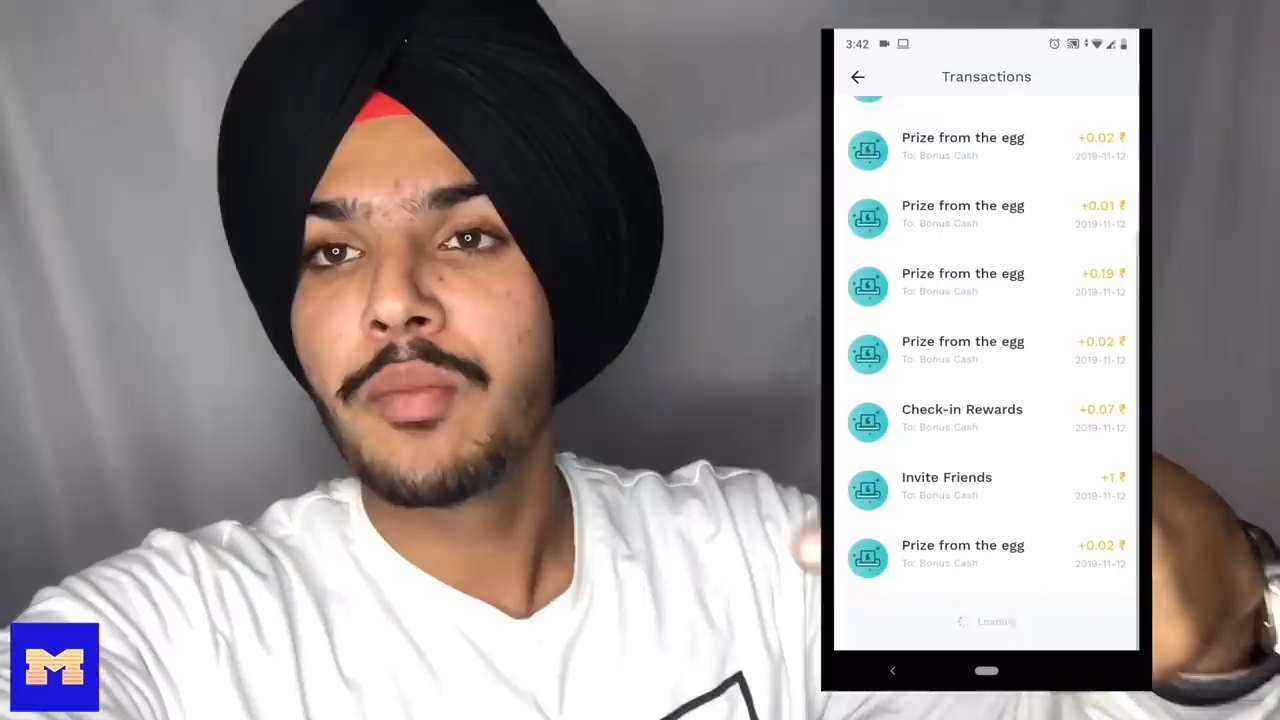 3:42
Transactions
Prize from the egg
+0.02 ₹
To: Bonus Cash
2019-11-12
Prize from the egg
+0.01 ₹
To: Bonus Cash
2019-11-12
Prize from the egg
+0.19 ₹
To: Bonus Cash
2019-11-12
Prize from the egg
+0.02 ₹
To: Bonus Cash
2019-11-12
Check-in Rewards
+0.07 ₹
To: Bonus Cash
2019-11-12
Invite Friends
+1 ₹
To: Bonus Cash
2019-11-12
Prize from the egg
+0.02 ₹
To: Bonus Cash
2019-11-12
Loading
M